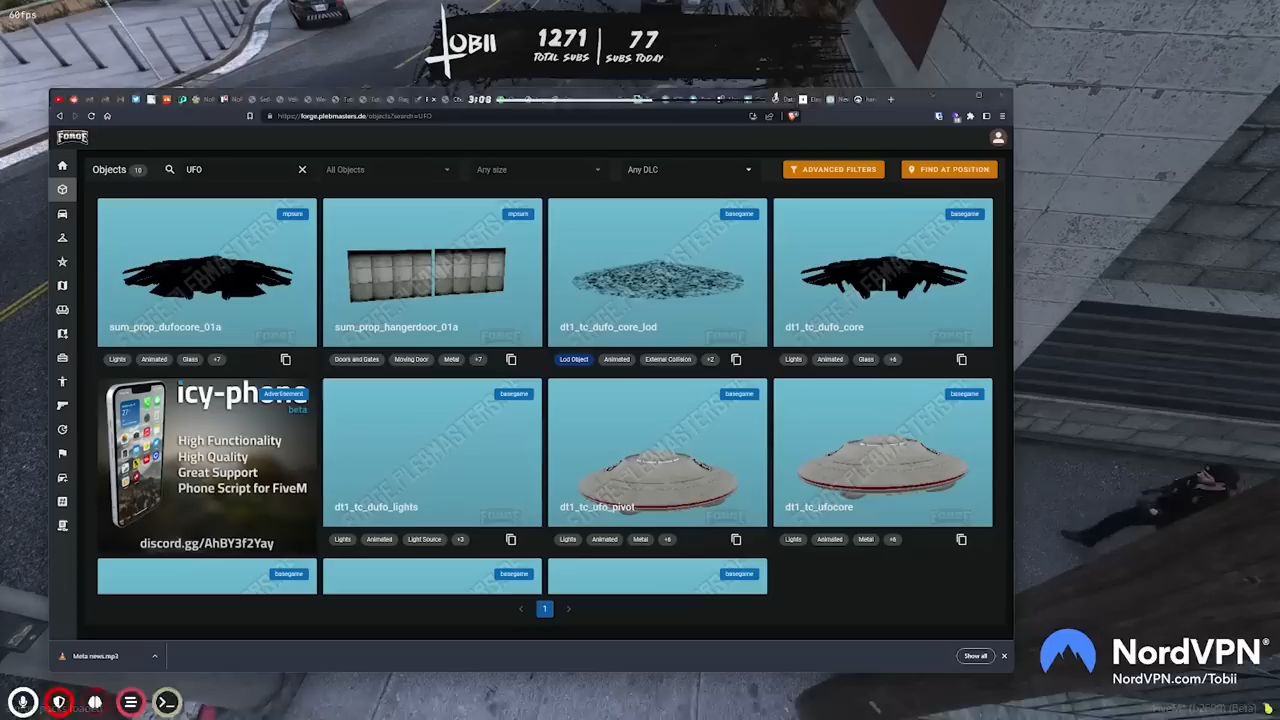 60fps
TOBII
1271
TOTAL SUBS
77
SUBS TODAY
3:08
https://forge.plebmasters.de/objects?search=UFO
FORGE
Objects 10
UFO
All Objects
Any size
Any DLC
ADVANCED FILTERS
FIND AT POSITION
mpsum
sum_prop_dufocore_01a
Lights
Animated
Glass
+7
mpsum
sum_prop_hangerdoor_01a
Doors and Gates
Moving Door
Metal
+7
basegame
dt1_tc_dufo_core_lod
Lod Object
Animated
External Collision
+2
basegame
dt1_tc_dufo_core
Lights
Animated
Glass
+6
icy-phone
Advertisement
beta
High Functionality
High Quality
Great Support
Phone Script for FiveM
discord.gg/AhBY3f2Yay
basegame
dt1_tc_dufo_lights
Lights
Animated
Light Source
+3
basegame
dt1_tc_ufo_pivot
Lights
Animated
Metal
+6
basegame
dt1_tc_ufocore
Lights
Animated
Metal
+6
basegame
basegame
basegame
1
Meta news.mp3
Show all
NordVPN®
NordVPN.com/Tobii